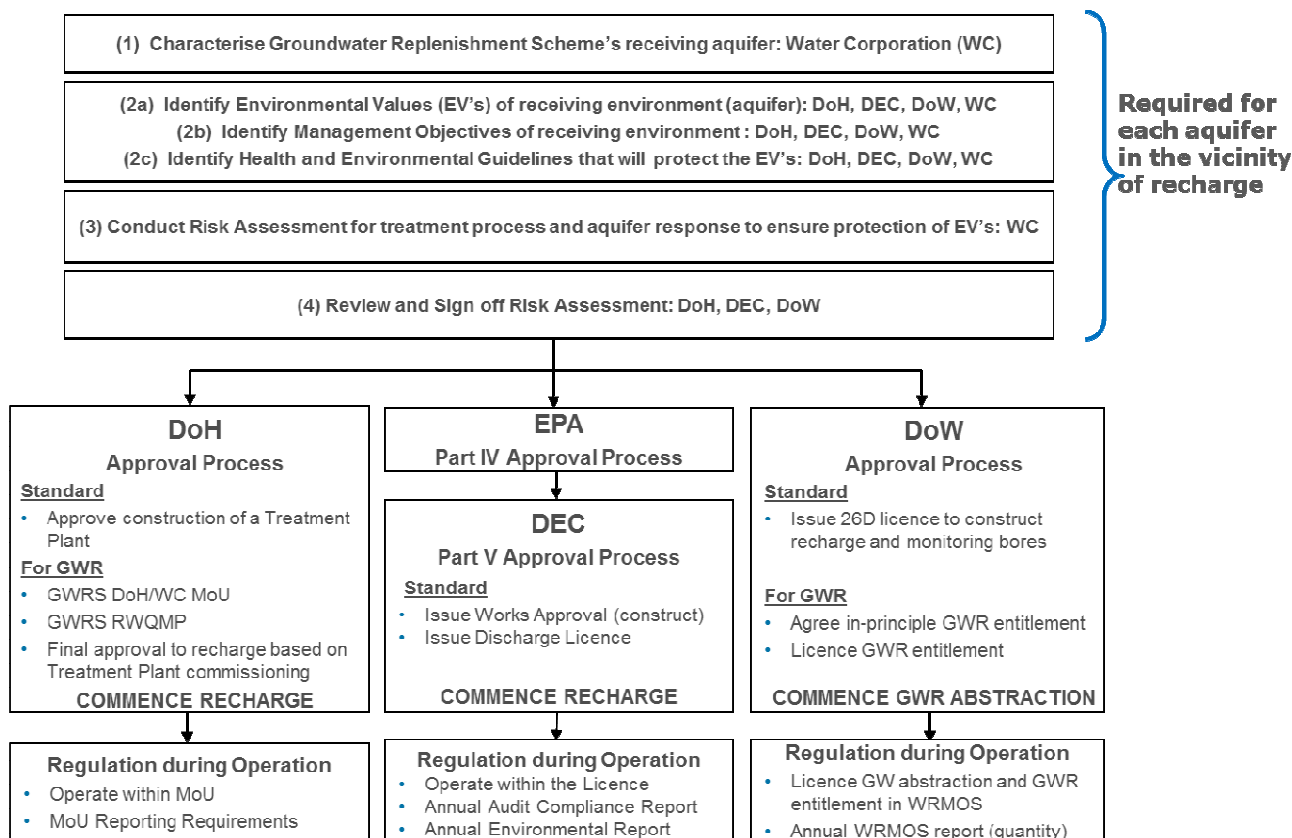 (1) Characterise Groundwater Replenishment Scheme's receiving aquifer: Water Corporation (WC)
(2a) Identify Environmental Values (EV's) of receiving environment (aquifer): DoH, DEC, DoW, WC
(2b) Identify Management Objectives of receiving environment : DoH, DEC, DoW, WC
(2c) Identify Health and Environmental Guidelines that will protect the EV's: DoH, DEC, DoW, WC
(3) Conduct Risk Assessment for treatment process and aquifer response to ensure protection of EV's: WC
(4) Review and Sign off Risk Assessment: DoH, DEC, DoW
Required for
each aquifer
in the vicinity
of recharge
DoH
Approval Process
Standard
• Approve construction of a Treatment
Plant
For GWR
• GWRS DoH/WC MoU
• GWRS RWQMP
• Final approval to recharge based on
Treatment Plant commissioning
COMMENCE RECHARGE
EPA
Part IV Approval Process
DEC
Part V Approval Process
Standard
• Issue Works Approval (construct)
• Issue Discharge Licence
COMMENCE RECHARGE
DoW
Approval Process
Standard
• Issue 26D licence to construct
recharge and monitoring bores
For GWR
• Agree in-principle GWR entitlement
• Licence GWR entitlement
COMMENCE GWR ABSTRACTION
Regulation during Operation
• Operate within MoU
• MoU Reporting Requirements
Regulation during Operation
• Operate within the Licence
• Annual Audit Compliance Report
• Annual Environmental Report
Regulation during Operation
• Licence GW abstraction and GWR
entitlement in WRMOS
• Annual WRMOS report (quantity)